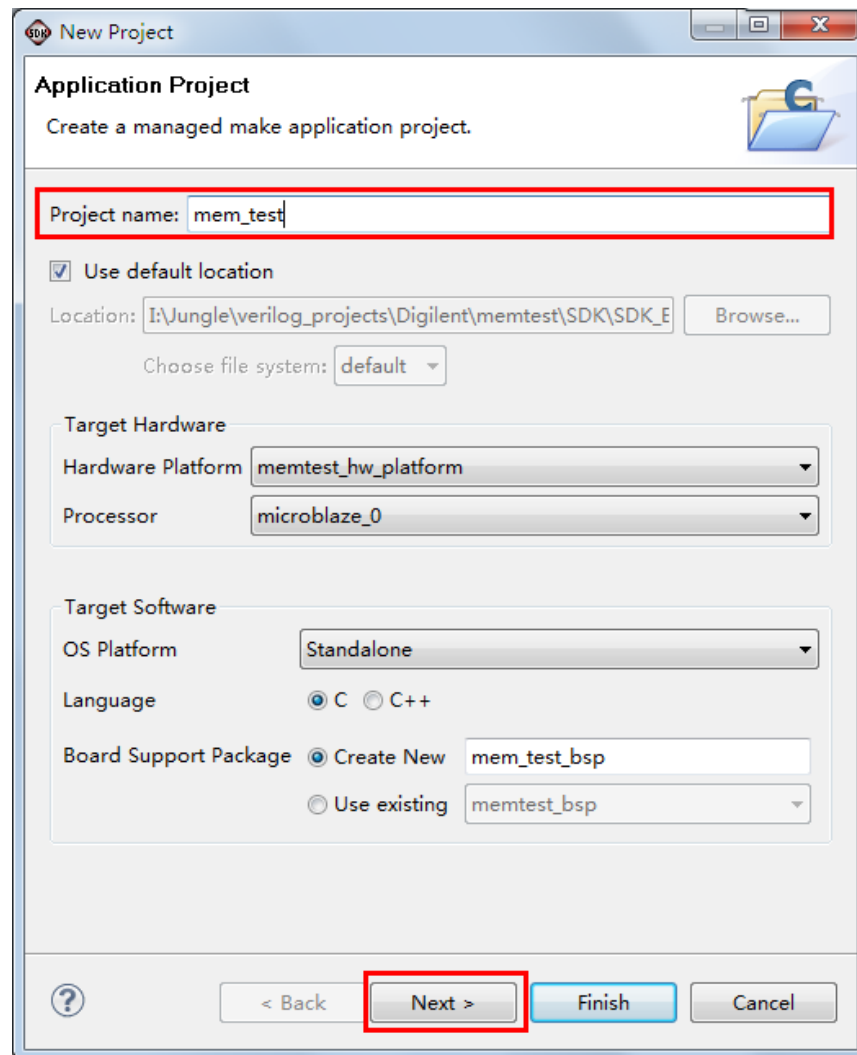 SDK New Project
Application Project
Create a managed make application project.
C
Project name: mem_test
Use default location
Location: I:\Jungle\verilog_projects\Digilent\memtest\SDK\SDK_E Browse...
Choose file system: default
Target Hardware
Hardware Platform memtest_hw_platform
Processor microblaze_0
Target Software
OS Platform Standalone
Language C C++
Board Support Package Create New mem_test_bsp
Use existing memtest_bsp
? < Back Next > Finish Cancel